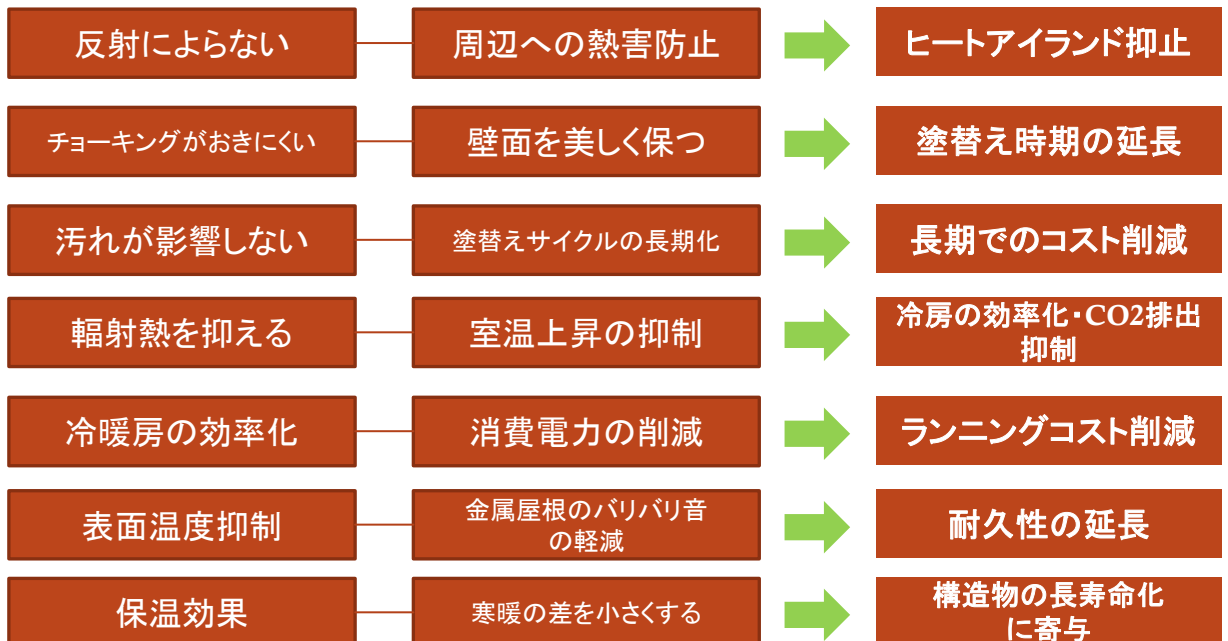 反射によらない
周辺への熱害防止
ヒートアイランド抑止
チョーキングがおきにくい
壁面を美しく保つ
塗替え時期の延長
汚れが影響しない
塗替えサイクルの長期化
長期でのコスト削減
輻射熱を抑える
室温上昇の抑制
冷房の効率化・CO2排出
抑制
冷暖房の効率化
消費電力の削減
ランニングコスト削減
表面温度抑制
金属屋根のバリバリ音
の軽減
耐久性の延長
保温効果
寒暖の差を小さくする
構造物の長寿命化
に寄与